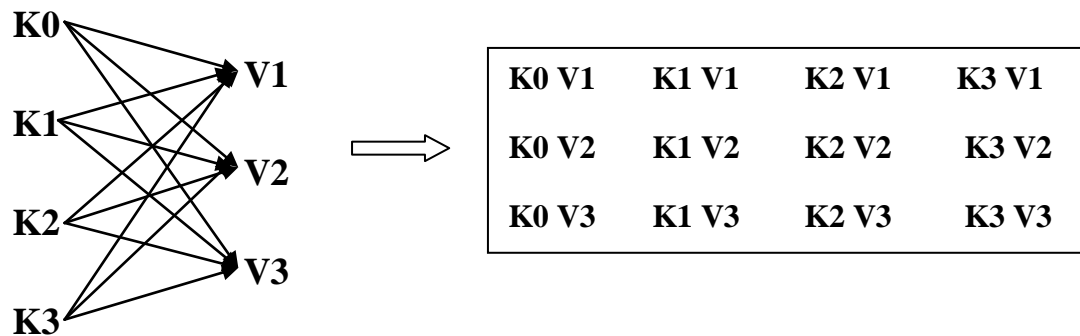 K0
K1
K2
K3
V1
V2
V3
K0 V1 K1 V1 K2 V1 K3 V1
K0 V2 K1 V2 K2 V2 K3 V2
K0 V3 K1 V3 K2 V3 K3 V3